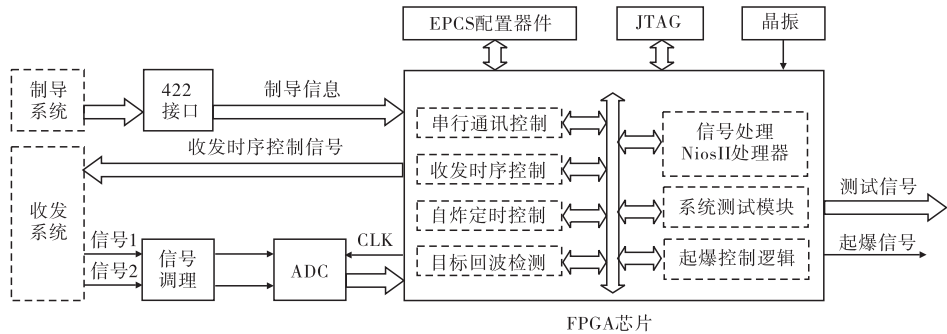 EPCS配置器件
JTAG
晶振
制导
系统
422
接口
制导信息
收发时序控制信号
收发
系统
信号1
信号2
信号
调理
ADC
CLK
串行通讯控制
收发时序控制
自炸定时控制
目标回波检测
信号处理
NiosII处理器
系统测试模块
起爆控制逻辑
测试信号
起爆信号
FPGA芯片